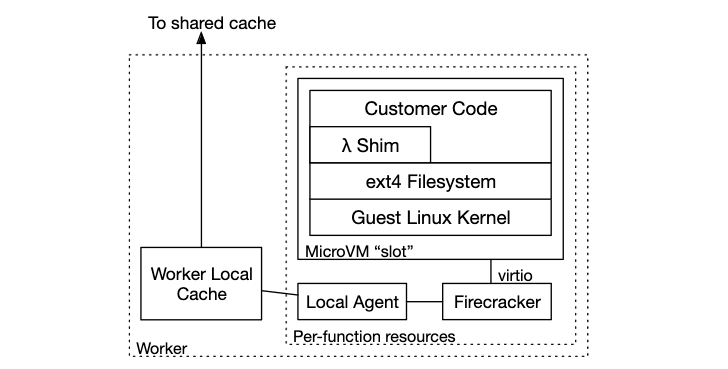 To shared cache
Customer Code
λ Shim
ext4 Filesystem
Guest Linux Kernel
MicroVM “slot”
virtio
Worker Local
Cache
Local Agent
Firecracker
Per-function resources
Worker